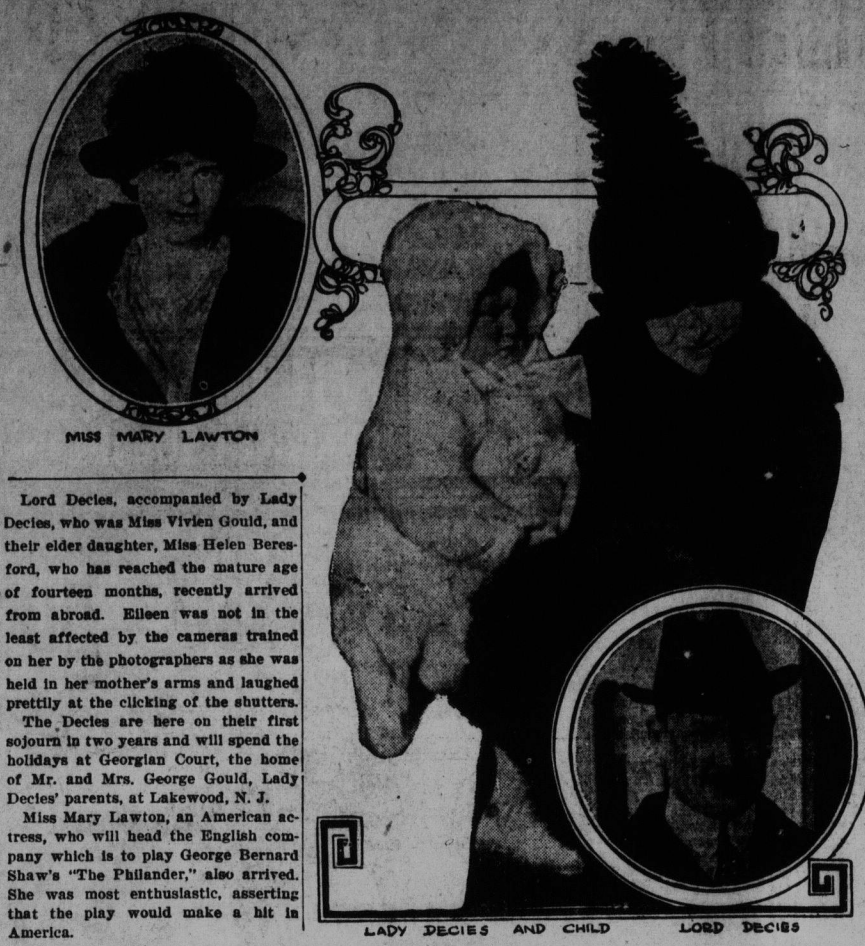 MISS MARY LAWTON
Lord Decies, accompanied by Lady
Decies, who was Miss Vivien Gould, and
their elder daughter, Miss Helen Beres-
ford, who has reached the mature age
of fourteen months, recently arrived
from abroad. Eileen was not in the
least affected by the cameras trained
on her by the photographers as she was
held in her mother's arms and laughed
prettily at the clicking of the shutters.
The Decies are here on their first
sojourn in two years and will spend the
holidays at Georgian Court, the home
of Mr. and Mrs. George Gould, Lady
Decies' parents, at Lakewood, N. J.
Miss Mary Lawton, an American ac-
tress, who will head the English com-
pany which is to play George Bernard
Shaw's "The Philander," also arrived.
She was most enthusiastic, asserting
that the play would make a hit in
America.
LADY DECIES AND CHILD
LORD DECIES